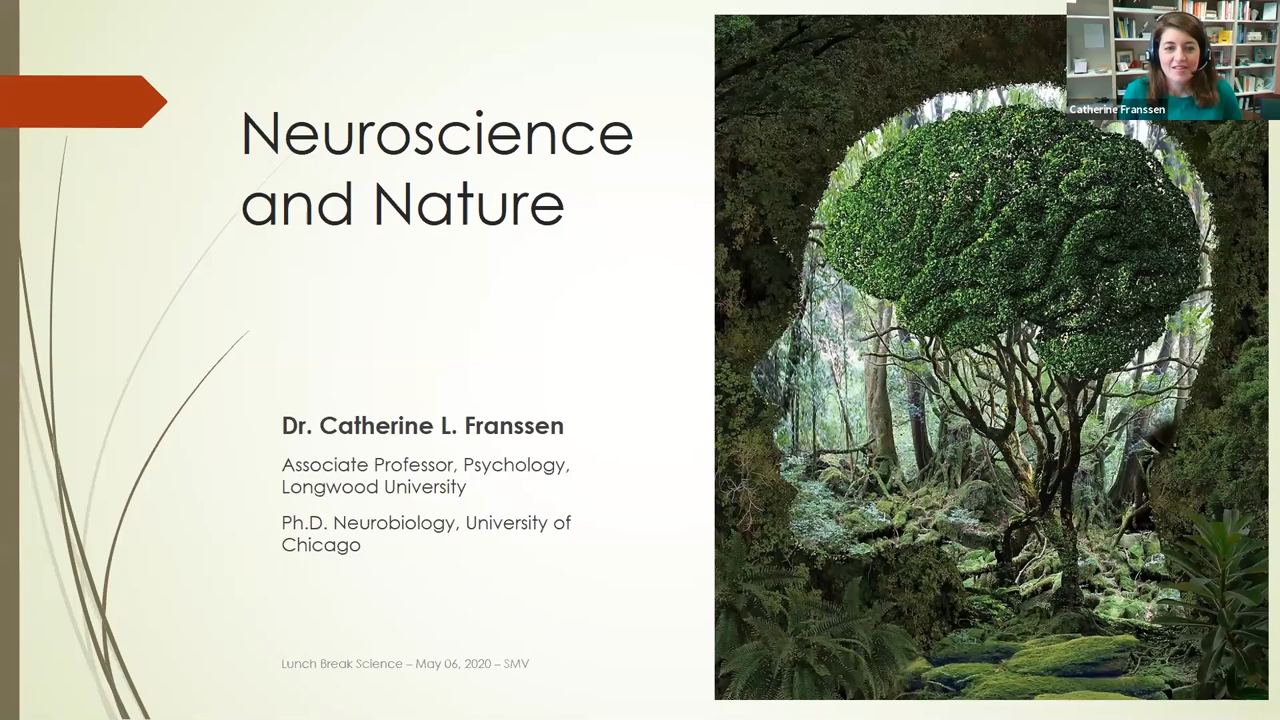 Neuroscience
and Nature
Dr. Catherine L. Franssen
Associate Professor, Psychology,
Longwood University
Ph.D. Neurobiology, University of
Chicago
Lunch Break Science – May 06, 2020 – SMV
Catherine Franssen